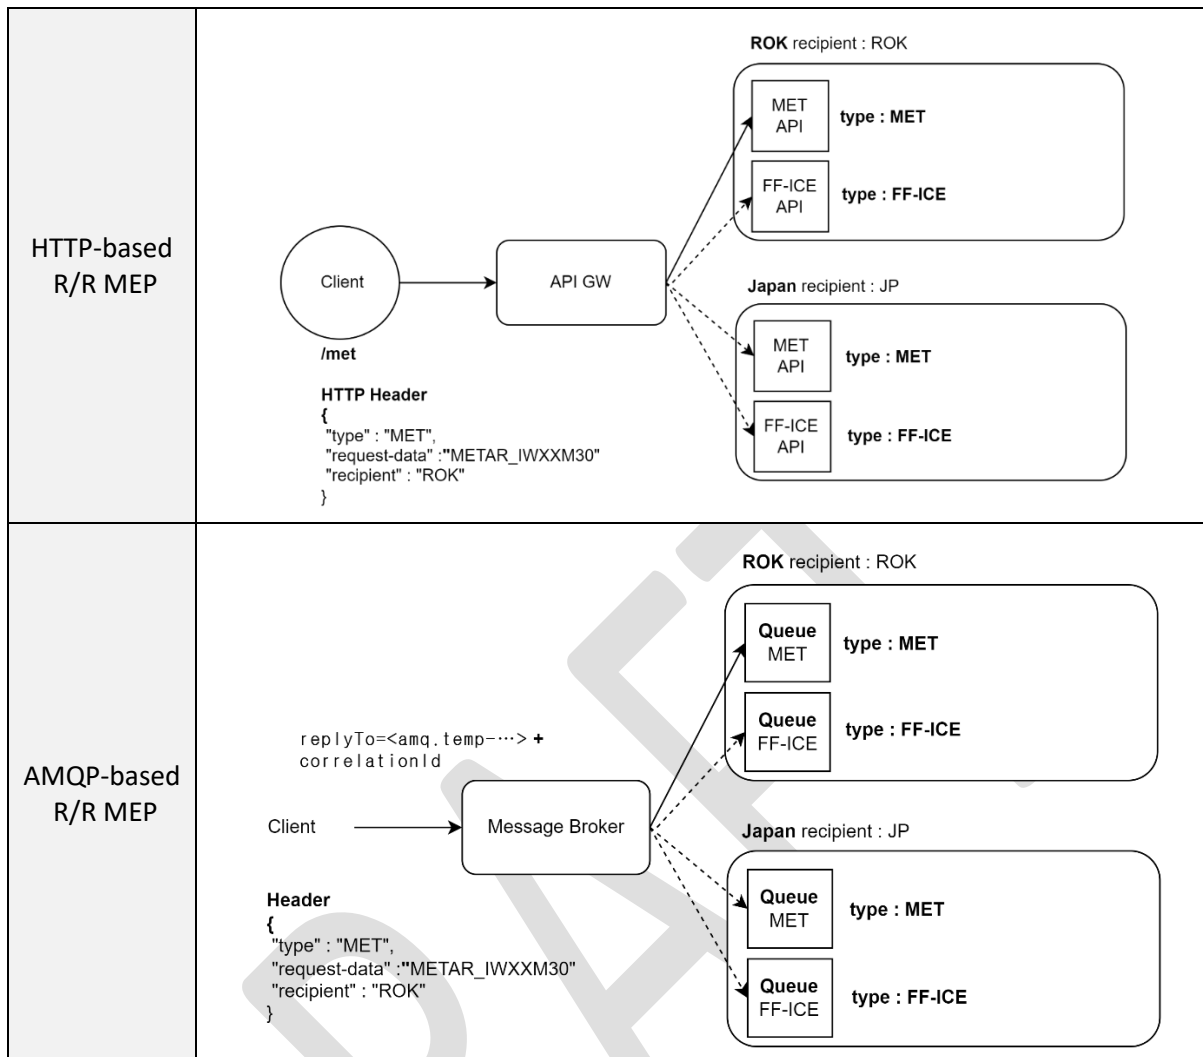 HTTP-based
R/R MEP
ROK recipient : ROK
MET
API
type : MET
FF-ICE
API
type : FF-ICE
Client
API GW
/met
HTTP Header
{
"type" : "MET",
"request-data" :"METAR_IWXXM30"
"recipient" : "ROK"
}
Japan recipient : JP
MET
API
type : MET
FF-ICE
API
type : FF-ICE
AMQP-based
R/R MEP
ROK recipient : ROK
Queue
MET
type : MET
Queue
FF-ICE
type : FF-ICE
replyTo=<amq.temp-···> +
correlationId
Client
Message Broker
Header
{
"type" : "MET",
"request-data" :"METAR_IWXXM30"
"recipient" : "ROK"
}
Japan recipient : JP
Queue
MET
type : MET
Queue
FF-ICE
type : FF-ICE